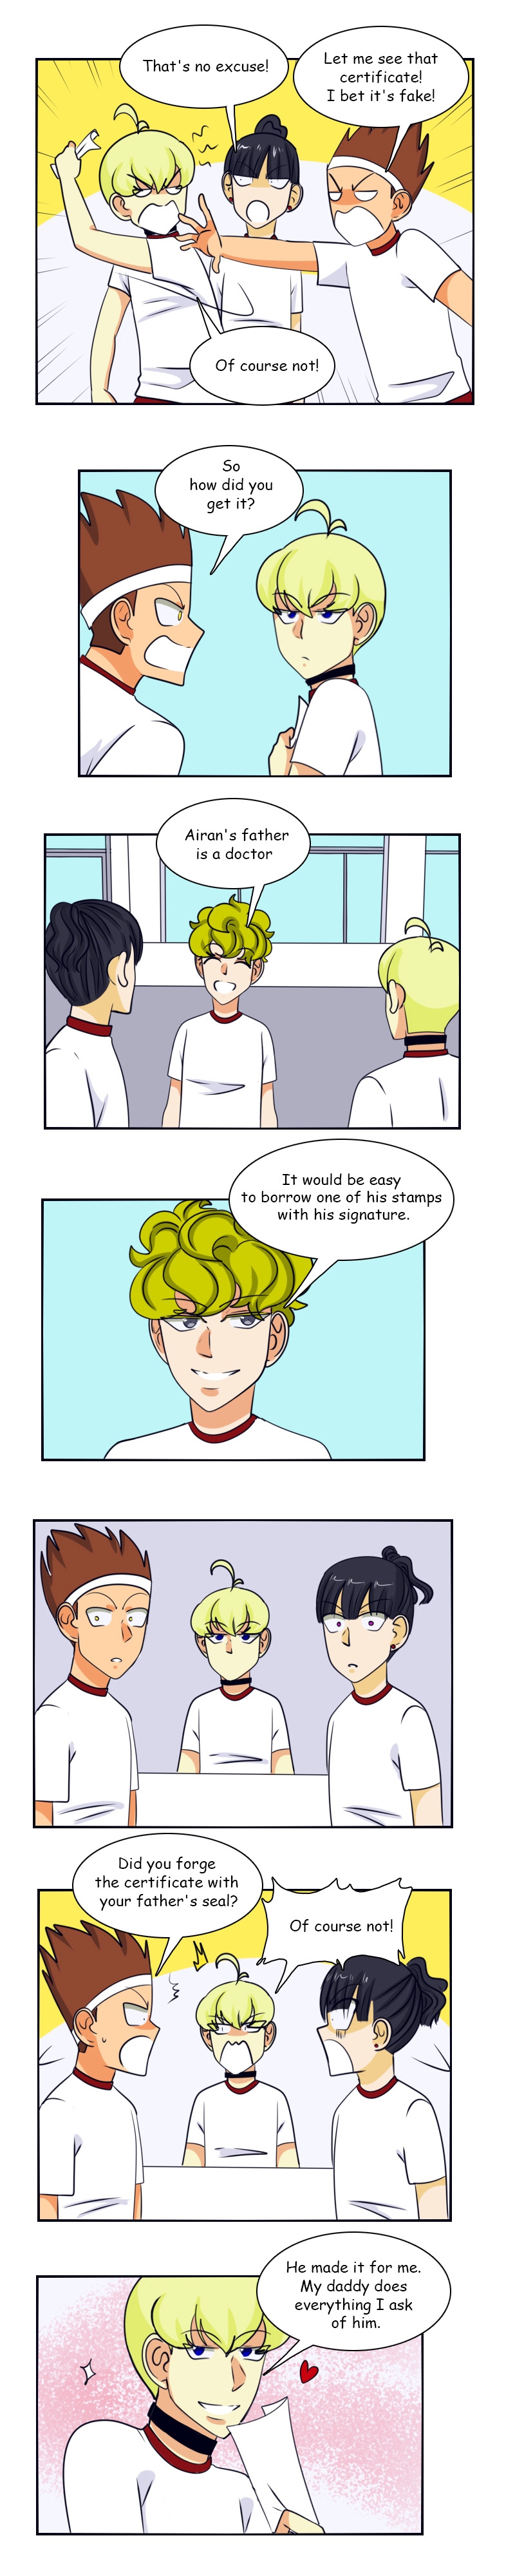 That's no excuse!
Let me see that
certificate!
I bet it's fake!
Of course not!
So
how did you
get it?
Airan's father
is a doctor
It would be easy
to borrow one of his stamps
with his signature.
Did you forge
the certificate with
your father's seal?
Of course not!
He made it for me.
My daddy does
everything I ask
of him.